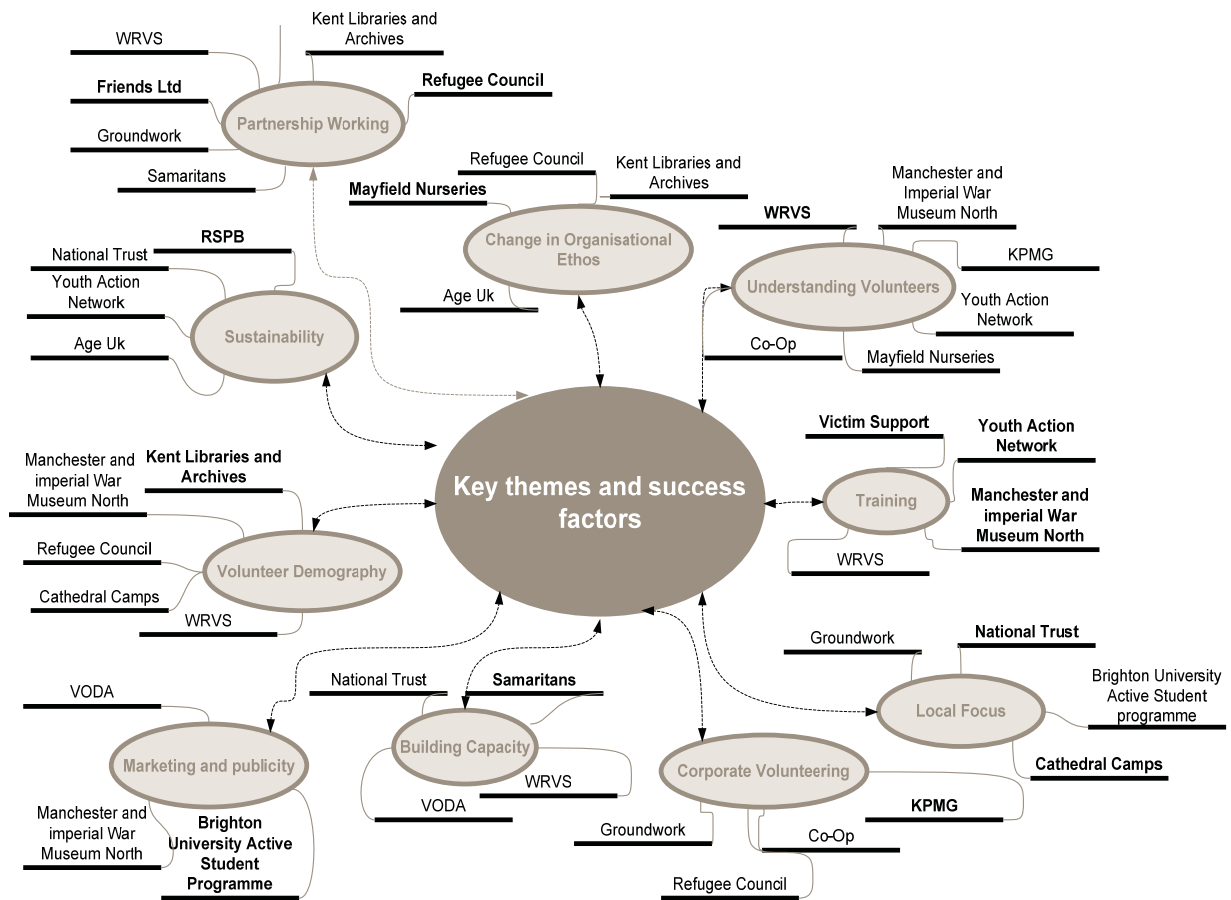 Kent Libraries and
Archives
WRVS
Friends Ltd
Refugee Council
Partnership Working
Groundwork
Samaritans
Refugee Council
Kent Libraries and
Archives
Mayfield Nurseries
Change in Organisational
Ethos
Age Uk
Manchester and
Imperial War
Museum North
WRVS
KPMG
Understanding Volunteers
Youth Action
Network
Co-Op
Mayfield Nurseries
RSPB
National Trust
Youth Action
Network
Sustainability
Age Uk
Key themes and success
factors
Victim Support
Youth Action
Network
Training
Manchester and
imperial War
Museum North
WRVS
Kent Libraries and
Archives
Manchester and
imperial War
Museum North
Refugee Council
Volunteer Demography
Cathedral Camps
WRVS
Groundwork
National Trust
Brighton University
Active Student
programme
Local Focus
Cathedral Camps
VODA
Marketing and publicity
Manchester and
imperial War
Museum North
Brighton
University Active
Student
Programme
National Trust
Samaritans
Building Capacity
WRVS
VODA
Corporate Volunteering
KPMG
Groundwork
Co-Op
Refugee Council